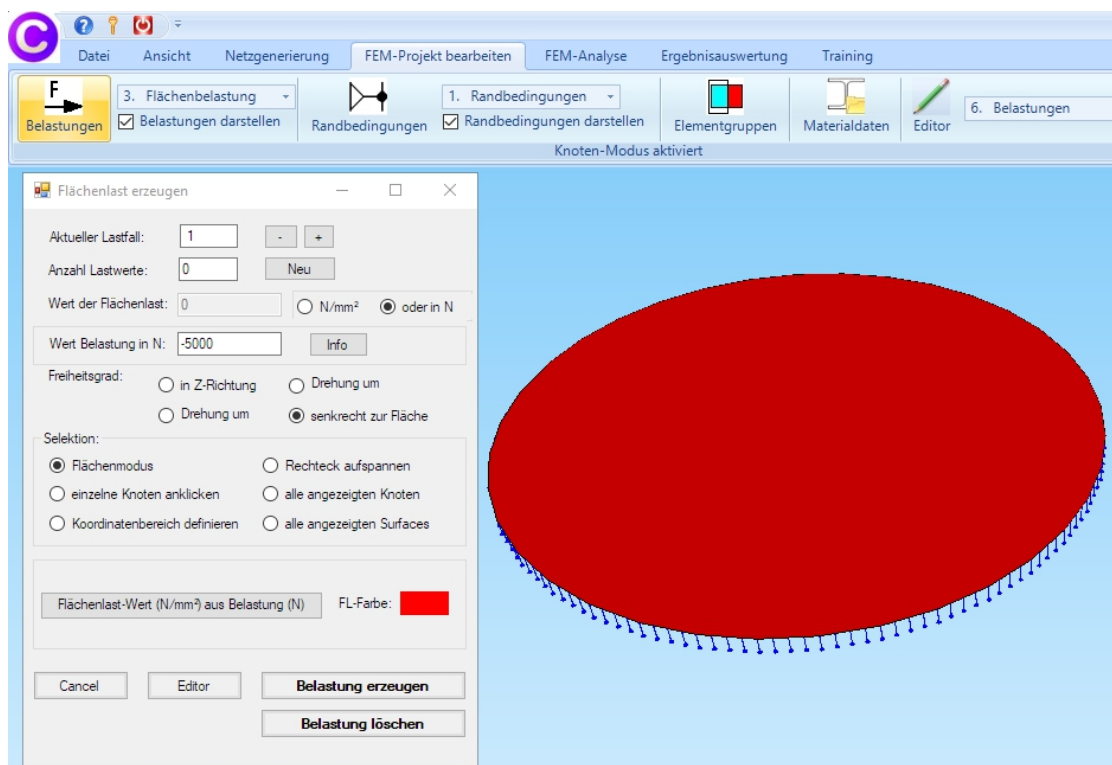 Datei Ansicht Netzgenerierung FEM-Projekt bearbeiten FEM-Analyse Ergebnisauswertung Training
F
Belastungen
3. Flächenbelastung
Belastungen darstellen
Randbedingungen
1. Randbedingungen
Randbedingungen darstellen
Elementgruppen
Materialdaten
Editor
6. Belastungen
Knoten-Modus aktiviert
Flächenlast erzeugen
Aktueller Lastfall: 1 - +
Anzahl Lastwerte: 0 Neu
Wert der Flächenlast: 0 N/mm² oder in N
Wert Belastung in N: -5000 Info
Freiheitsgrad: in Z-Richtung Drehung um
Drehung um senkrecht zur Fläche
Selektion:
Flächenmodus Rechteck aufspannen
einzelne Knoten anklicken alle angezeigten Knoten
Koordinatenbereich definieren alle angezeigten Surfaces
Flächenlast-Wert (N/mm²) aus Belastung (N) FL-Farbe:
Cancel Editor Belastung erzeugen
Belastung löschen